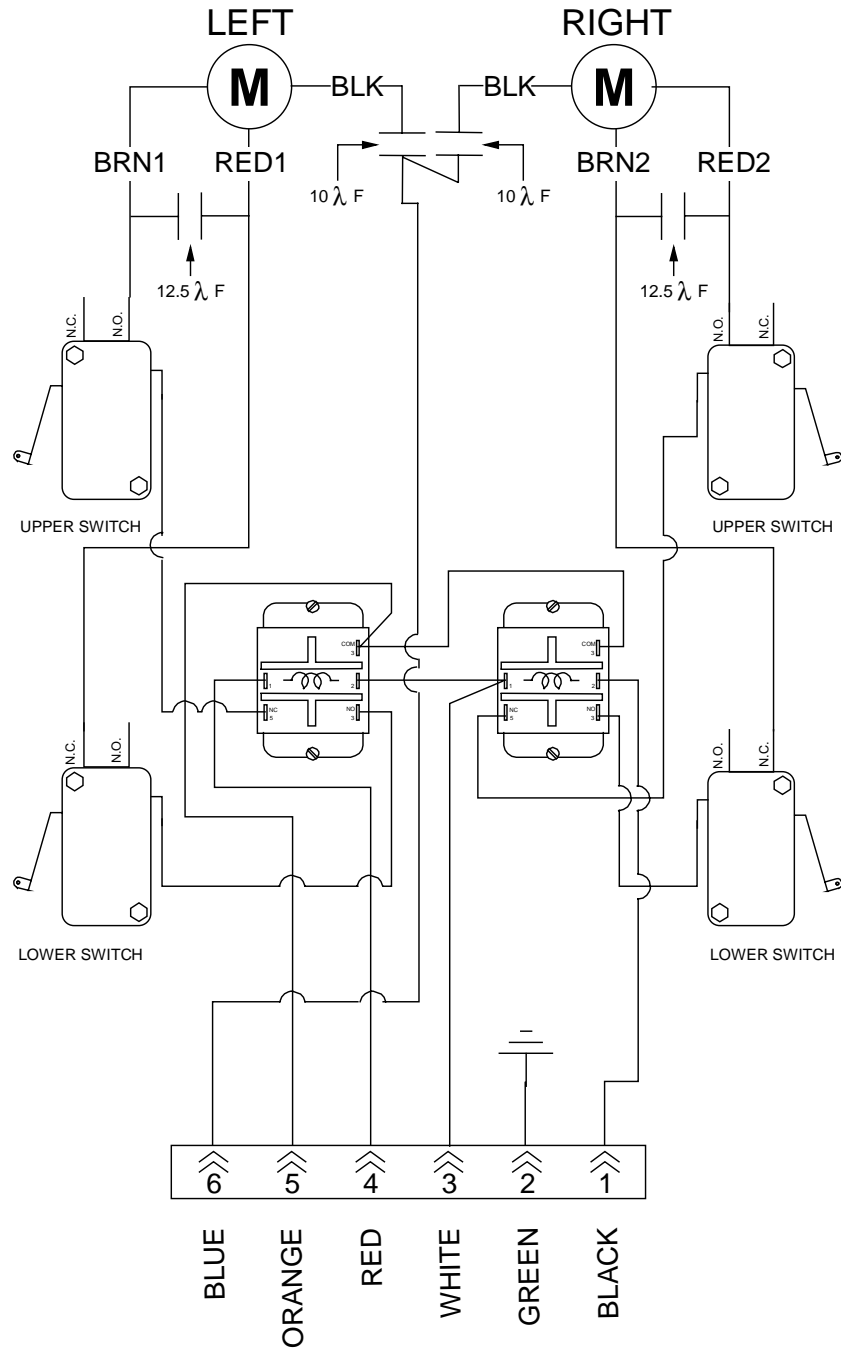 LEFT
RIGHT
M
BLK
BLK
M
BRN1
RED1
BRN2
RED2
10 λ F
10 λ F
12.5 λ F
12.5 λ F
N.C.
N.O.
N.O.
N.C.
UPPER SWITCH
UPPER SWITCH
COM
3
1
2
NC
5
NO
3
COM
3
1
2
NC
5
NO
3
N.C.
N.O.
N.O.
N.C.
LOWER SWITCH
LOWER SWITCH
6
5
4
3
2
1
BLUE
ORANGE
RED
WHITE
GREEN
BLACK